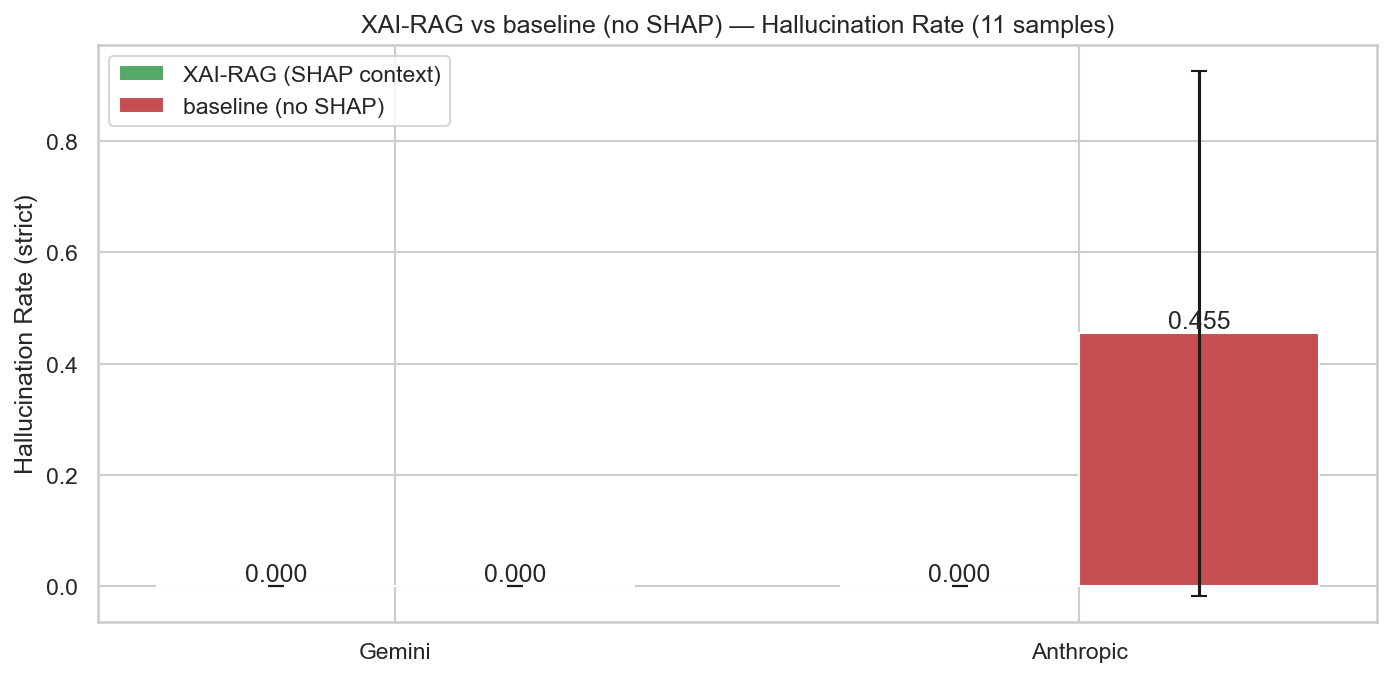 XAI-RAG vs baseline (no SHAP) — Hallucination Rate (11 samples)
XAI-RAG (SHAP context)
baseline (no SHAP)
Hallucination Rate (strict)
0.8
0.6
0.4
0.2
0.0
0.000
0.000
0.000
0.455
Gemini
Anthropic